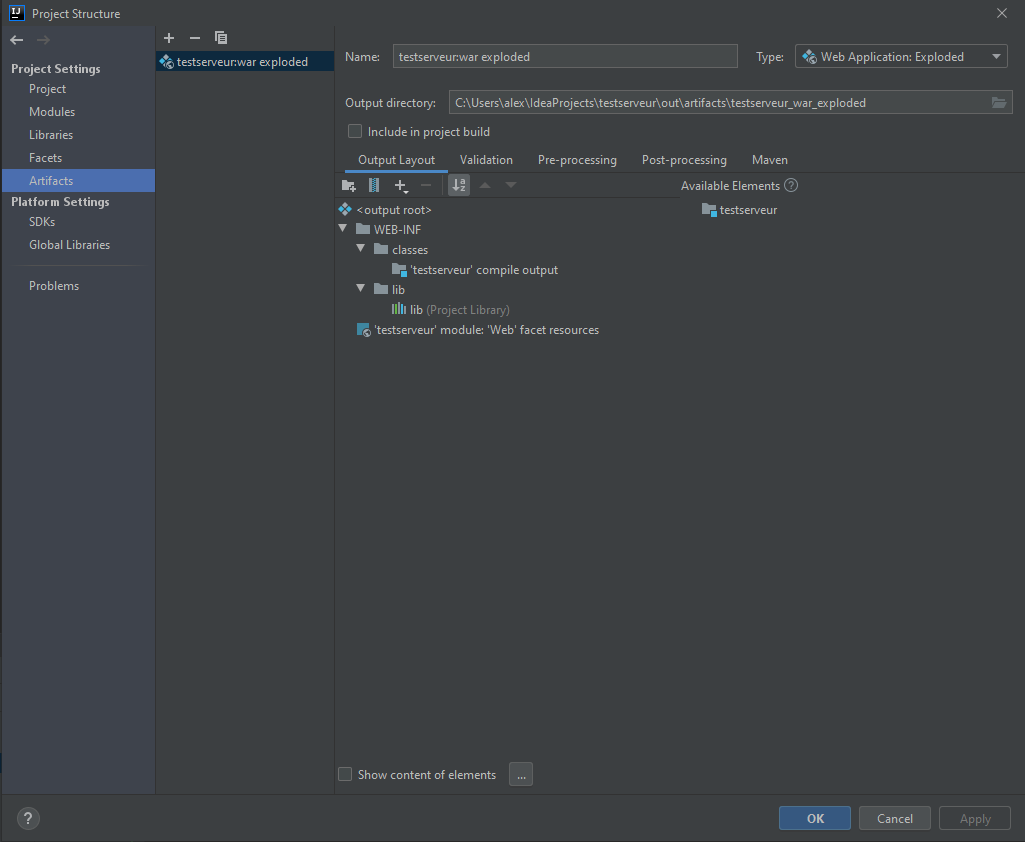 Project Structure
Project Settings
Project
Modules
Libraries
Facets
Artifacts
Platform Settings
SDKs
Global Libraries
Problems
testserveur:war exploded
Name: testserveur:war exploded Type: Web Application: Exploded
Output directory: C:\Users\alex\IdeaProjects\testserveur\out\artifacts\testserveur_war_exploded
Include in project build
Output Layout Validation Pre-processing Post-processing Maven
Available Elements ?
<output root>
WEB-INF
classes
'testserveur' compile output
lib
lib (Project Library)
'testserveur' module: 'Web' facet resources
testserveur
Show content of elements ...
? OK Cancel Apply